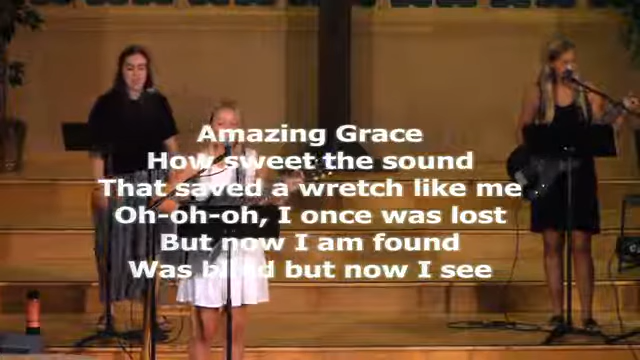 Amazing Grace
How sweet the sound
That saved a wretch like me
Oh-oh-oh, I once was lost
But now I am found
Was blind but now I see